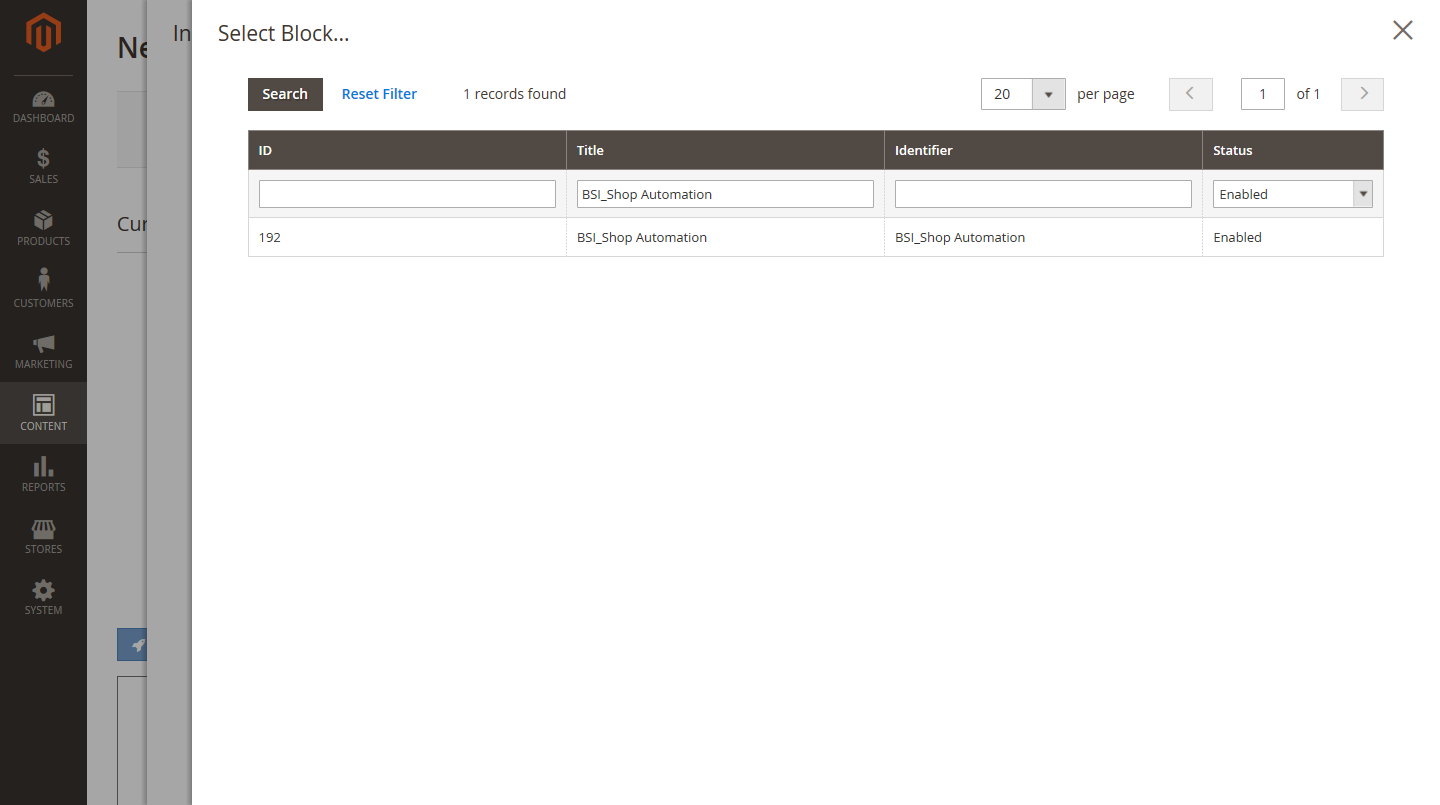 Select Block...
Search
Reset Filter
1 records found
20
per page
1
of 1
ID
Title
Identifier
Status
BSI_Shop Automation
Enabled
192
BSI_Shop Automation
BSI_Shop Automation
Enabled
Ne
In
Cur
DASHBOARD
SALES
PRODUCTS
CUSTOMERS
MARKETING
CONTENT
REPORTS
STORES
SYSTEM